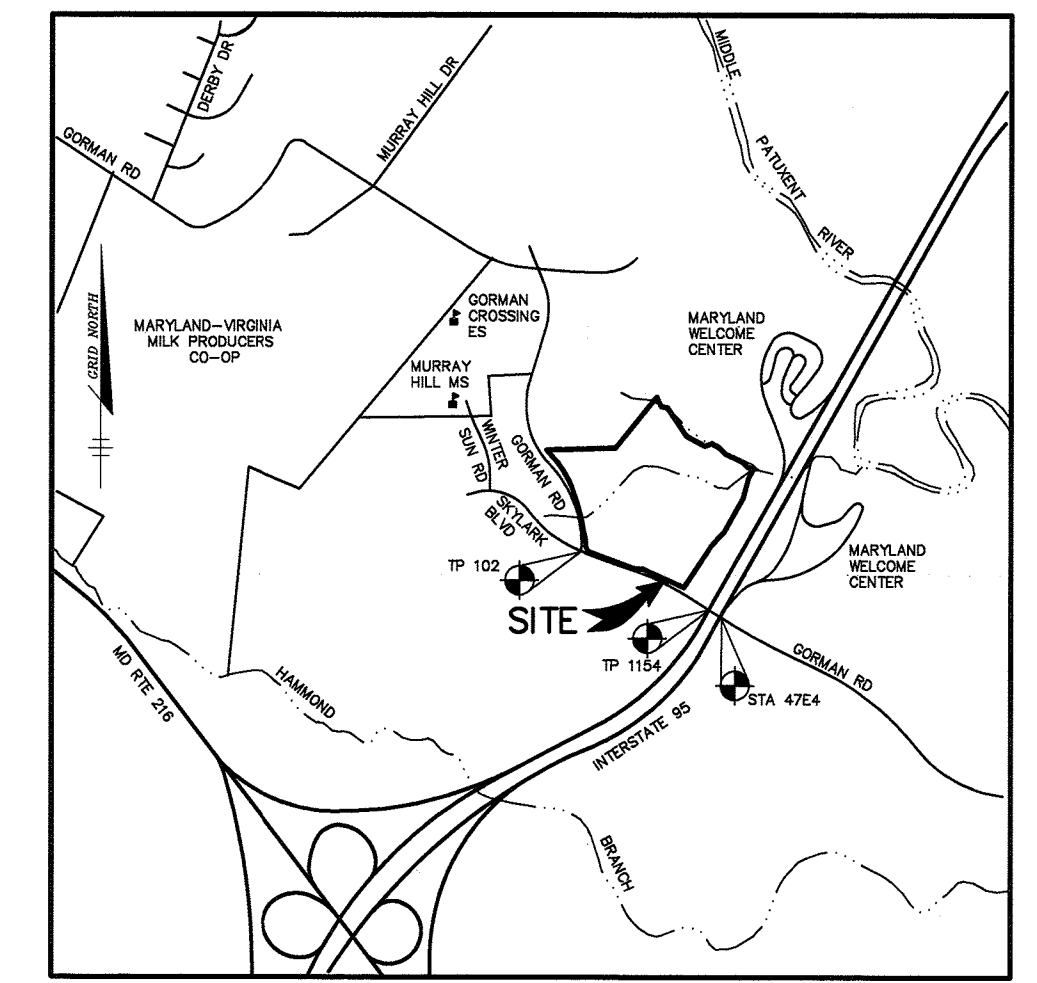 DERBY DR
MURRAY HILL DR
GORMAN RD
MIDDLE
PATUXENT
RIVER
GRID NORTH
MARYLAND-VIRGINIA
MILK PRODUCERS
CO-OP
GORMAN
CROSSING
ES
MARYLAND
WELCOME
CENTER
MURRAY
HILL MS
WINTER
SUN RD
GORMAN RD
SKYLARK
BLVD
TP 102
SITE
MARYLAND
WELCOME
CENTER
TP 1154
STA 47E4
GORMAN RD
MD RTE 216
HAMMOND
INTERSTATE 95
BRANCH